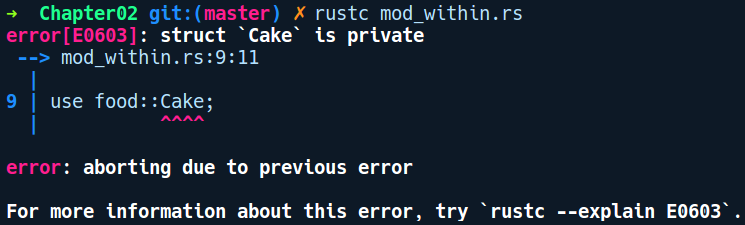 ➜  Chapter02 git:(master) ✗ rustc mod_within.rs
error[E0603]: struct `Cake` is private
 --> mod_within.rs:9:11
  |
9 | use food::Cake;
  |           ^^^^

error: aborting due to previous error

For more information about this error, try `rustc --explain E0603`.